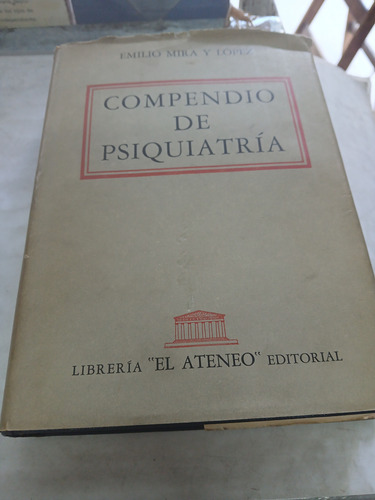 EMILIO MIRA Y LOPEZ
COMPENDIO
DE
PSIQUIATRÍA
LIBRERÍA "EL ATENEO" EDITORIAL